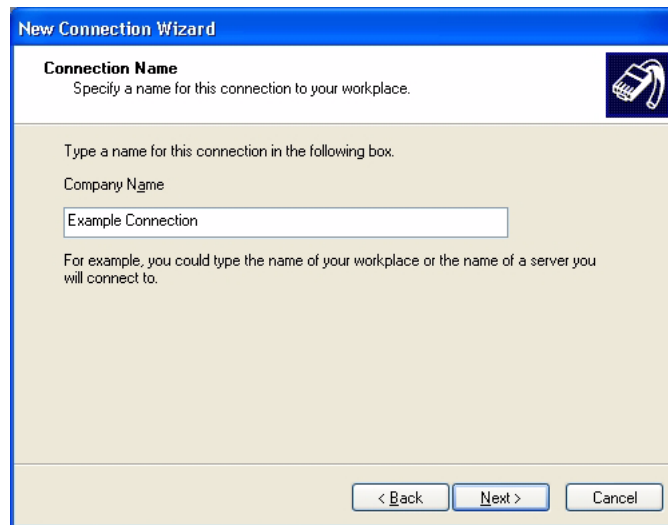 New Connection Wizard
Connection Name
Specify a name for this connection to your workplace.
Type a name for this connection in the following box.
Company Name
Example Connection
For example, you could type the name of your workplace or the name of a server you
will connect to.
< Back
Next >
Cancel